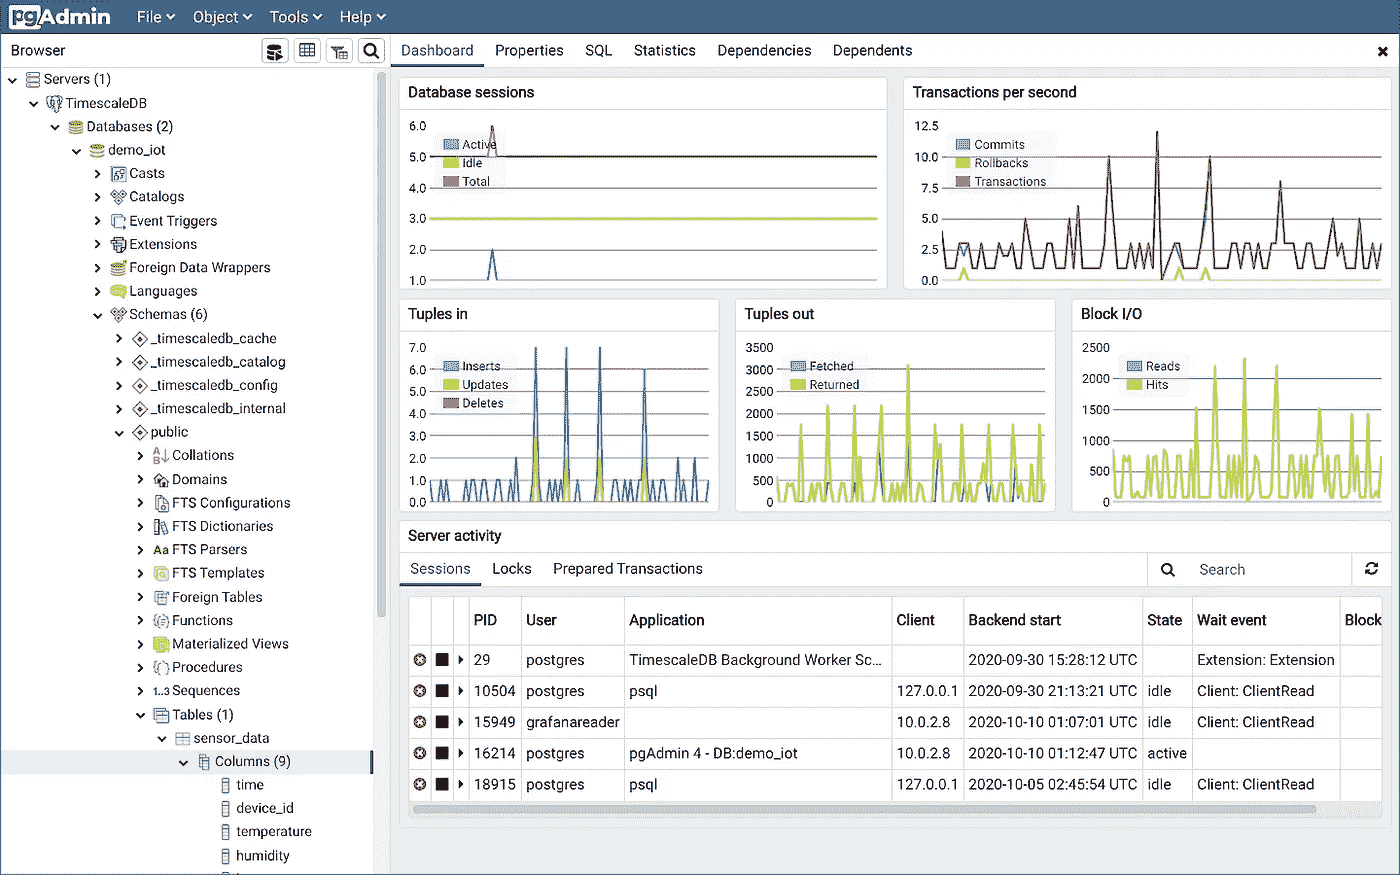 pgAdmin File Object Tools Help
Browser
Servers (1)
TimescaleDB
Databases (2)
demo_iot
Casts
Catalogs
Event Triggers
Extensions
Foreign Data Wrappers
Languages
Schemas (6)
_timescaledb_cache
_timescaledb_catalog
_timescaledb_config
_timescaledb_internal
public
Collations
Domains
FTS Configurations
FTS Dictionaries
Aa FTS Parsers
FTS Templates
Foreign Tables
Functions
Materialized Views
Procedures
1..3 Sequences
Tables (1)
sensor_data
Columns (9)
time
device_id
temperature
humidity
Dashboard Properties SQL Statistics Dependencies Dependents
Database sessions
6.0
5.0
4.0
3.0
2.0
1.0
Active
Idle
Total
Transactions per second
12.5
10.0
7.5
5.0
2.5
0.0
Commits
Rollbacks
Transactions
Tuples in
7.0
6.0
5.0
4.0
3.0
2.0
1.0
0.0
Inserts
Updates
Deletes
Tuples out
3500
3000
2500
2000
1500
1000
500
0
Fetched
Returned
Block I/O
2500
2000
1500
1000
500
0
Reads
Hits
Server activity
Sessions Locks Prepared Transactions Search
PID User Application Client Backend start State Wait event Block
29 postgres TimescaleDB Background Worker Sc... 2020-09-30 15:28:12 UTC Extension: Extension
10504 postgres psql 127.0.0.1 2020-09-30 21:13:21 UTC idle Client: ClientRead
15949 grafanareader 10.0.2.8 2020-10-10 01:07:01 UTC idle Client: ClientRead
16214 postgres pgAdmin 4 - DB:demo_iot 10.0.2.8 2020-10-10 01:12:47 UTC active
18915 postgres psql 127.0.0.1 2020-10-05 02:45:54 UTC idle Client: ClientRead